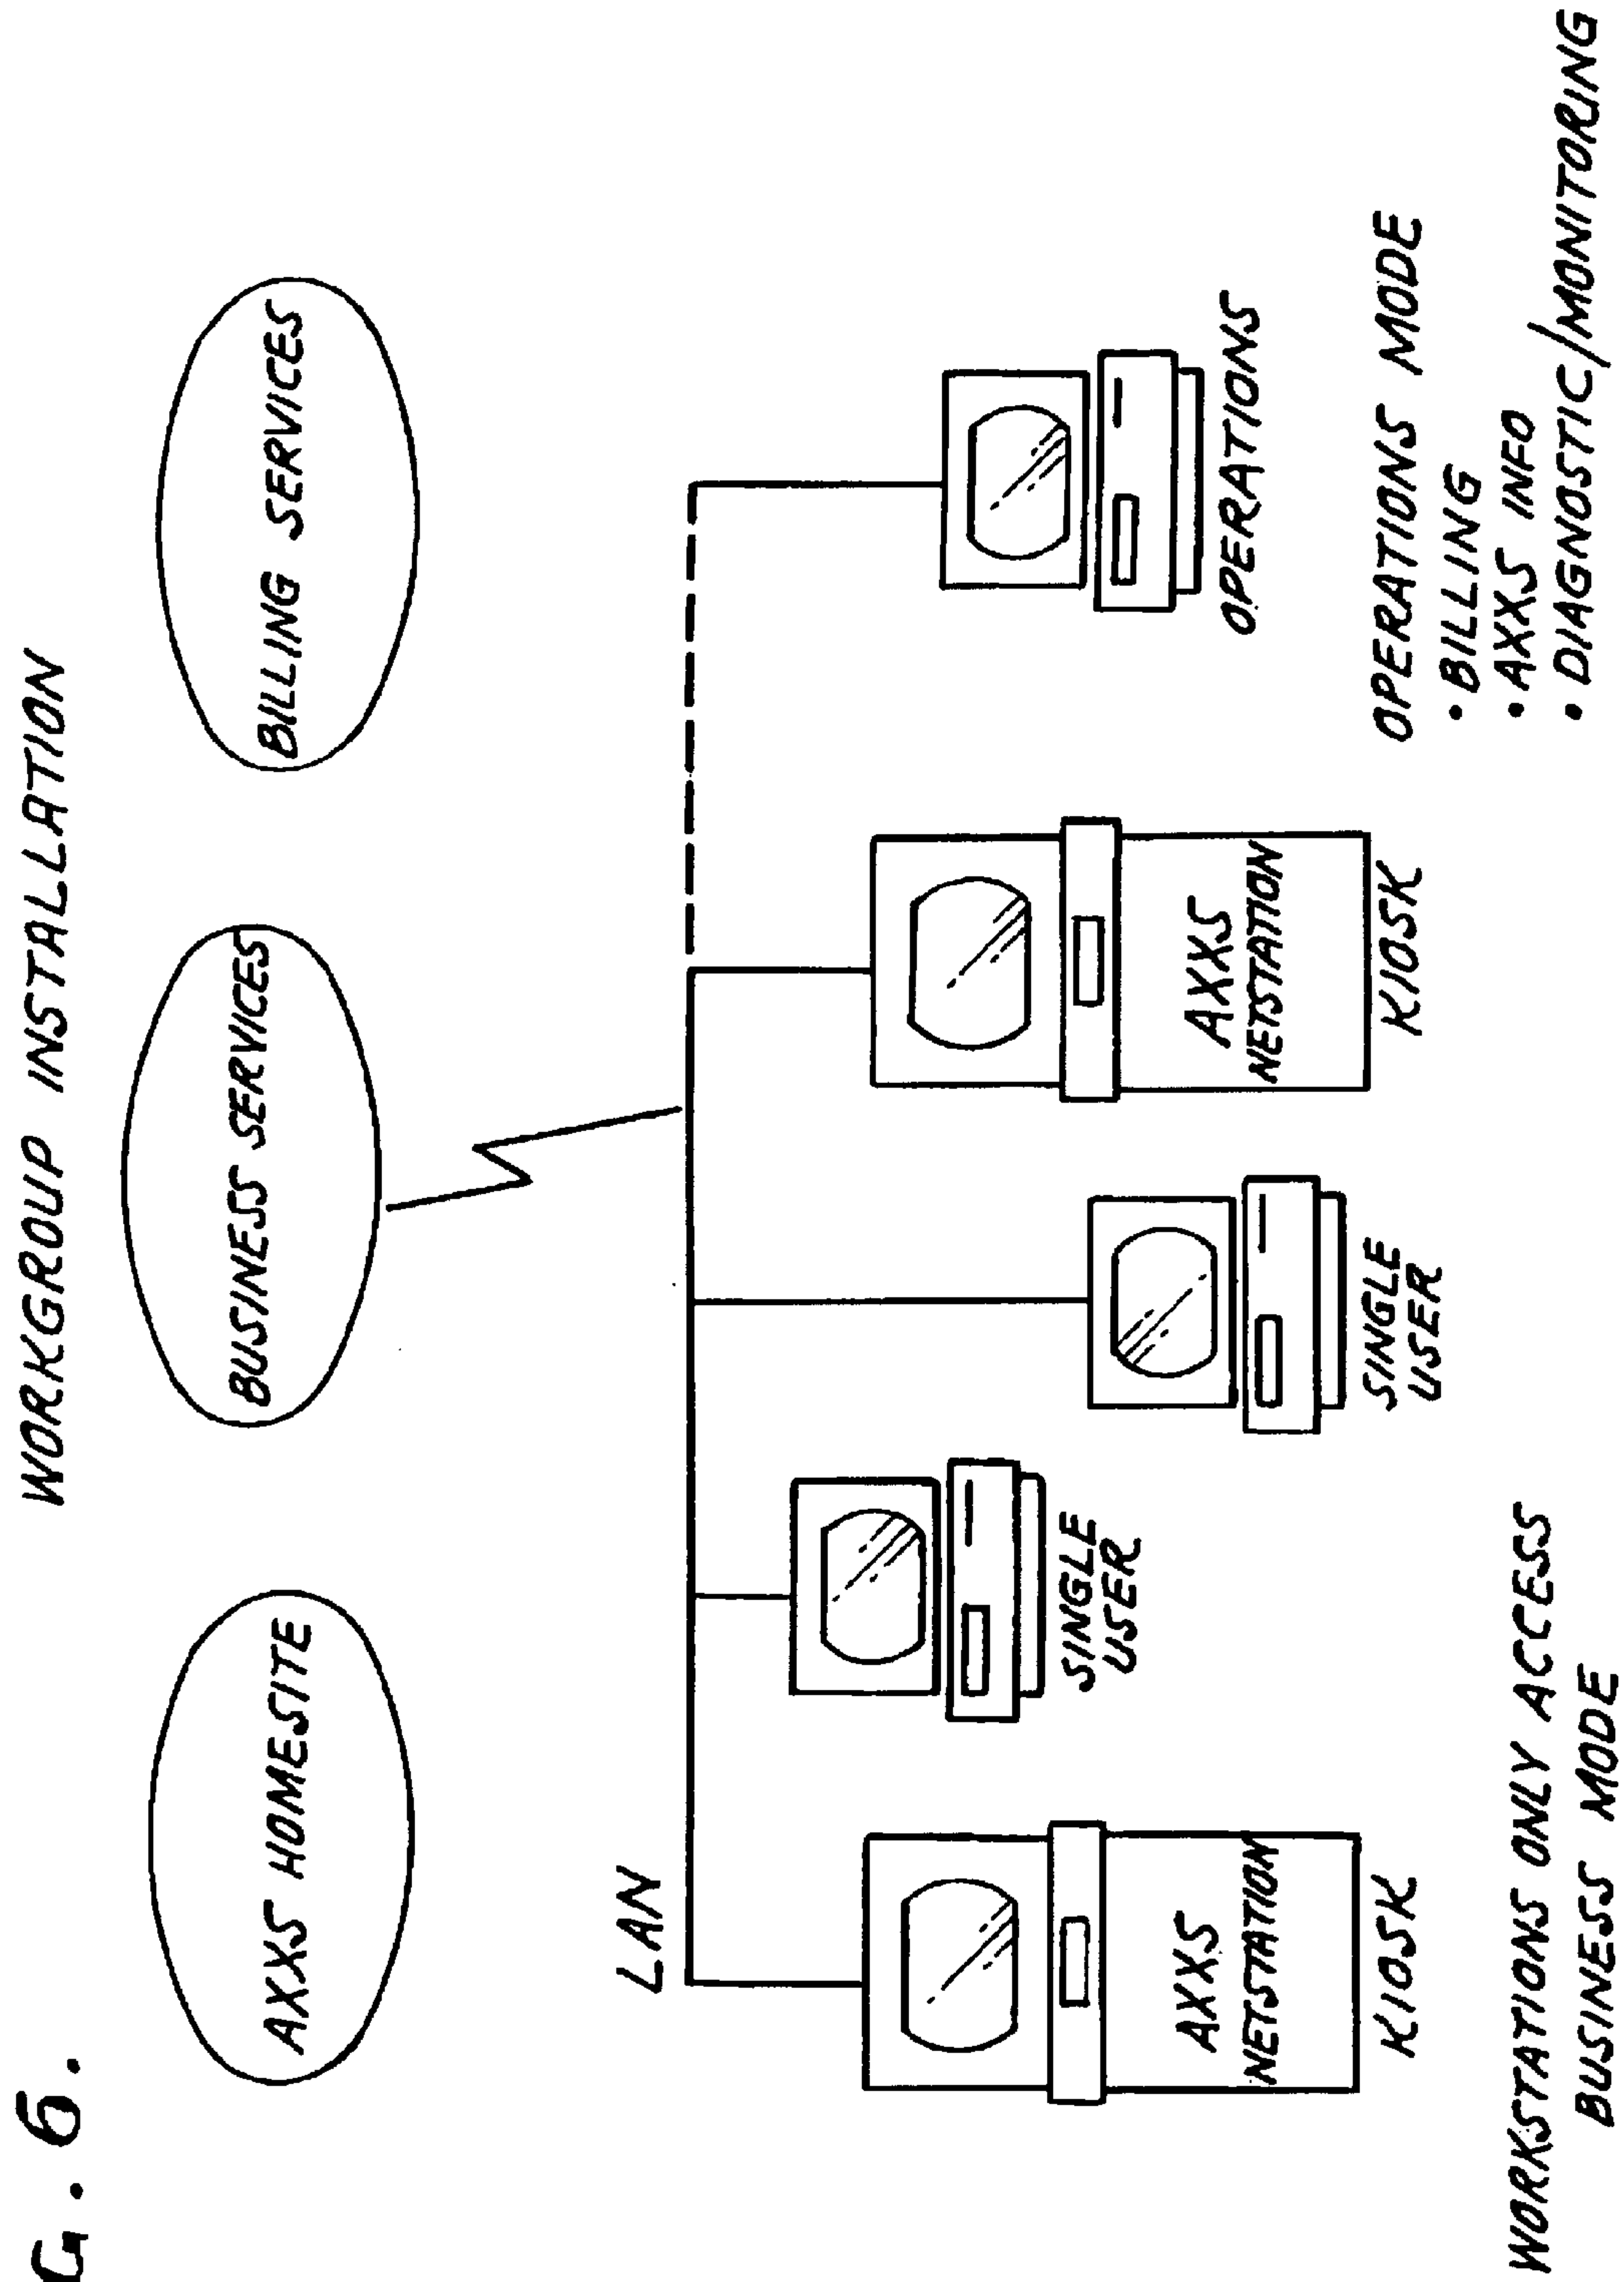 G. 6.
WORKGROUP INSTALLATION
AXXS HOMESITE
BUSINESS SERVICES
BILLING SERVICES
LAN
AXXS
NETSTATION
KIOSK
SINGLE
USER
SINGLE
USER
AXXS
NETSTATION
KIOSK
OPERATIONS
WORKSTATIONS ONLY ACCESS
BUSINESS MODE
OPERATIONS MODE
• BILLING
• AXXS INFO
• DIAGNOSTIC/MONITORING